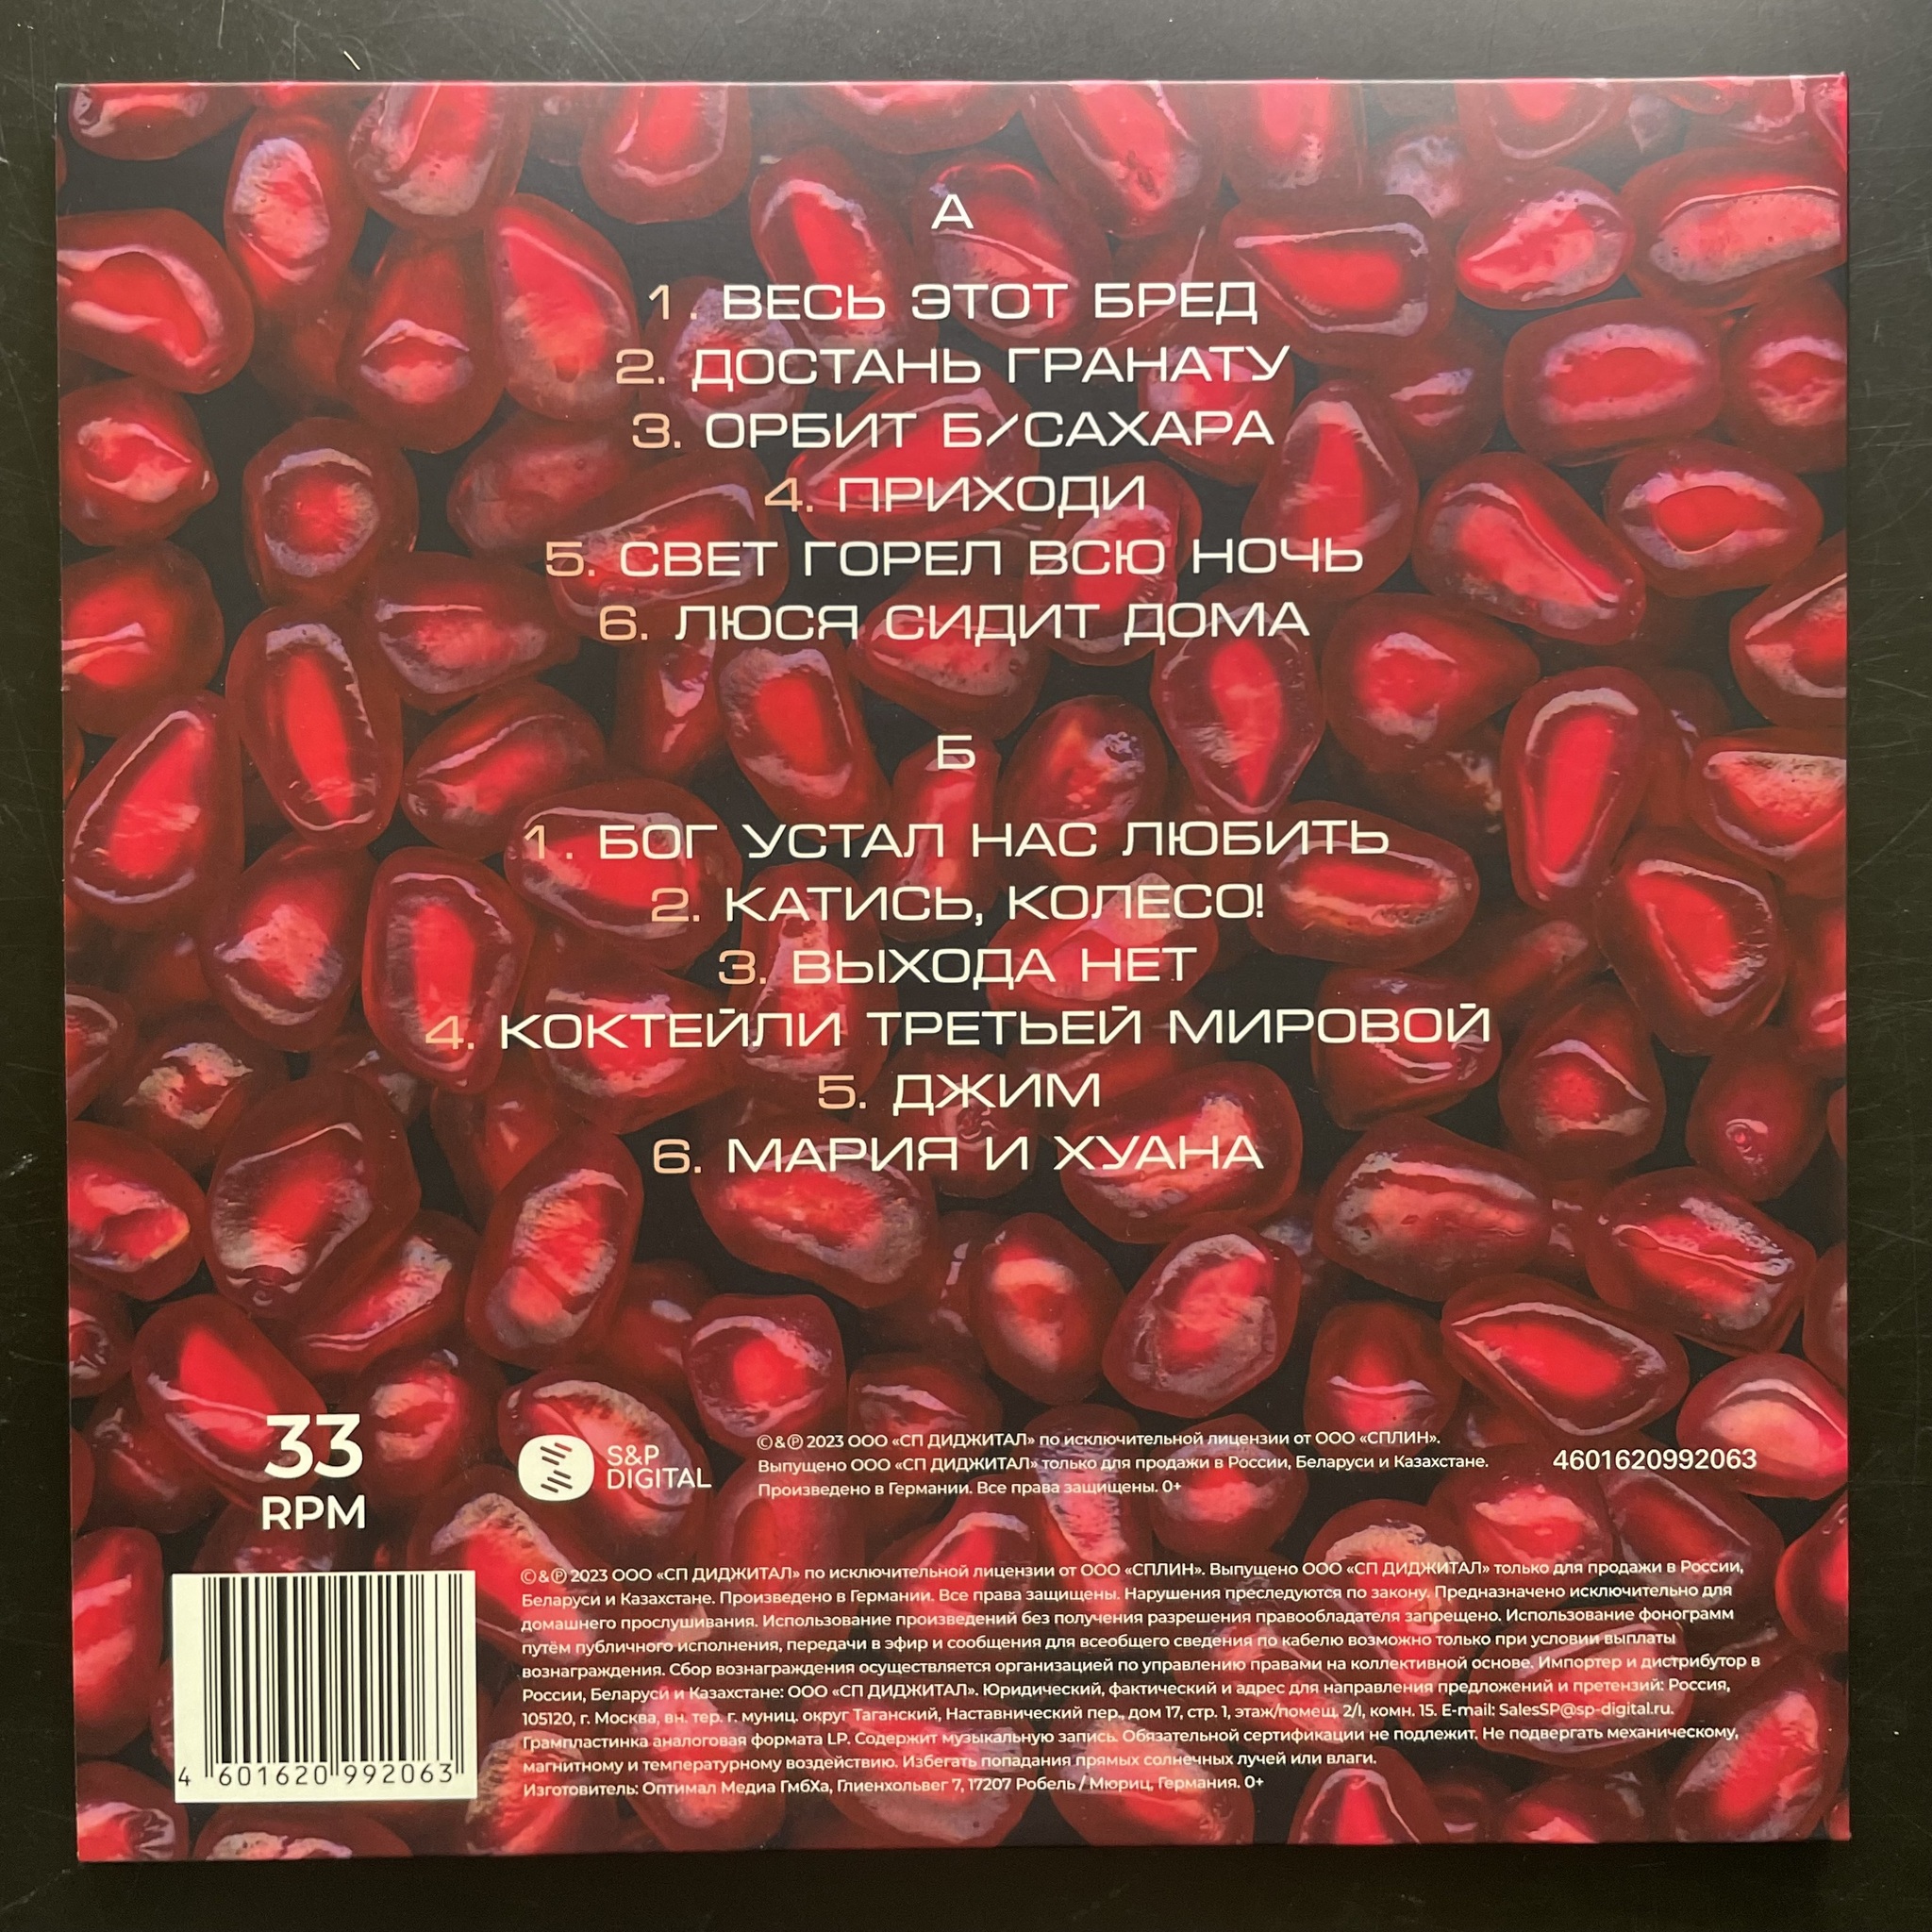 А
1. ВЕСЬ ЭТОТ БРЕД
2. ДОСТАНЬ ГРАНАТУ
3. ОРБИТ Б/САХАРА
4. ПРИХОДИ
5. СВЕТ ГОРЕЛ ВСЮ НОЧЬ
6. ЛЮСЯ СИДИТ ДОМА
Б
1. БОГ УСТАЛ НАС ЛЮБИТЬ
2. КАТИСЬ, КОЛЕСО!
3. ВЫХОДА НЕТ
4. КОКТЕЙЛИ ТРЕТЬЕЙ МИРОВОЙ
5. ДЖИМ
6. МАРИЯ И ХУАНА
33
RPM
S&P
DIGITAL
©&℗ 2023 ООО «СП ДИДЖИТАЛ» по исключительной лицензии от ООО «СПЛИН».
Выпущено ООО «СП ДИДЖИТАЛ» только для продажи в России, Беларуси и Казахстане.
Произведено в Германии. Все права защищены. 0+
4601620992063
©&℗ 2023 ООО «СП ДИДЖИТАЛ» по исключительной лицензии от ООО «СПЛИН». Выпущено ООО «СП ДИДЖИТАЛ» только для продажи в России,
Беларуси и Казахстане. Произведено в Германии. Все права защищены. Нарушения преследуются по закону. Предназначено исключительно для
домашнего прослушивания. Использование произведений без получения разрешения правообладателя запрещено. Использование фонограмм
путём публичного исполнения, передачи в эфир и сообщения для всеобщего сведения по кабелю возможно только при условии выплаты
вознаграждения. Сбор вознаграждения осуществляется организацией по управлению правами на коллективной основе. Импортер и дистрибутор в
России, Беларуси и Казахстане: ООО «СП ДИДЖИТАЛ». Юридический, фактический и адрес для направления предложений и претензий: Россия,
105120, г. Москва, вн. тер. г. муниц. округ Таганский, Наставнический пер., дом 17, стр. 1, этаж/помещ. 2/I, комн. 15. E-mail: SalesSP@sp-digital.ru.
Грампластинка аналоговая формата LP. Содержит музыкальную запись. Обязательной сертификации не подлежит. Не подвергать механическому,
магнитному и температурному воздействию. Избегать попадания прямых солнечных лучей или влаги.
Изготовитель: Оптимал Медиа ГмбХа, Глиенхольвег 7, 17207 Робель / Мюриц, Германия. 0+
4 601620 992063